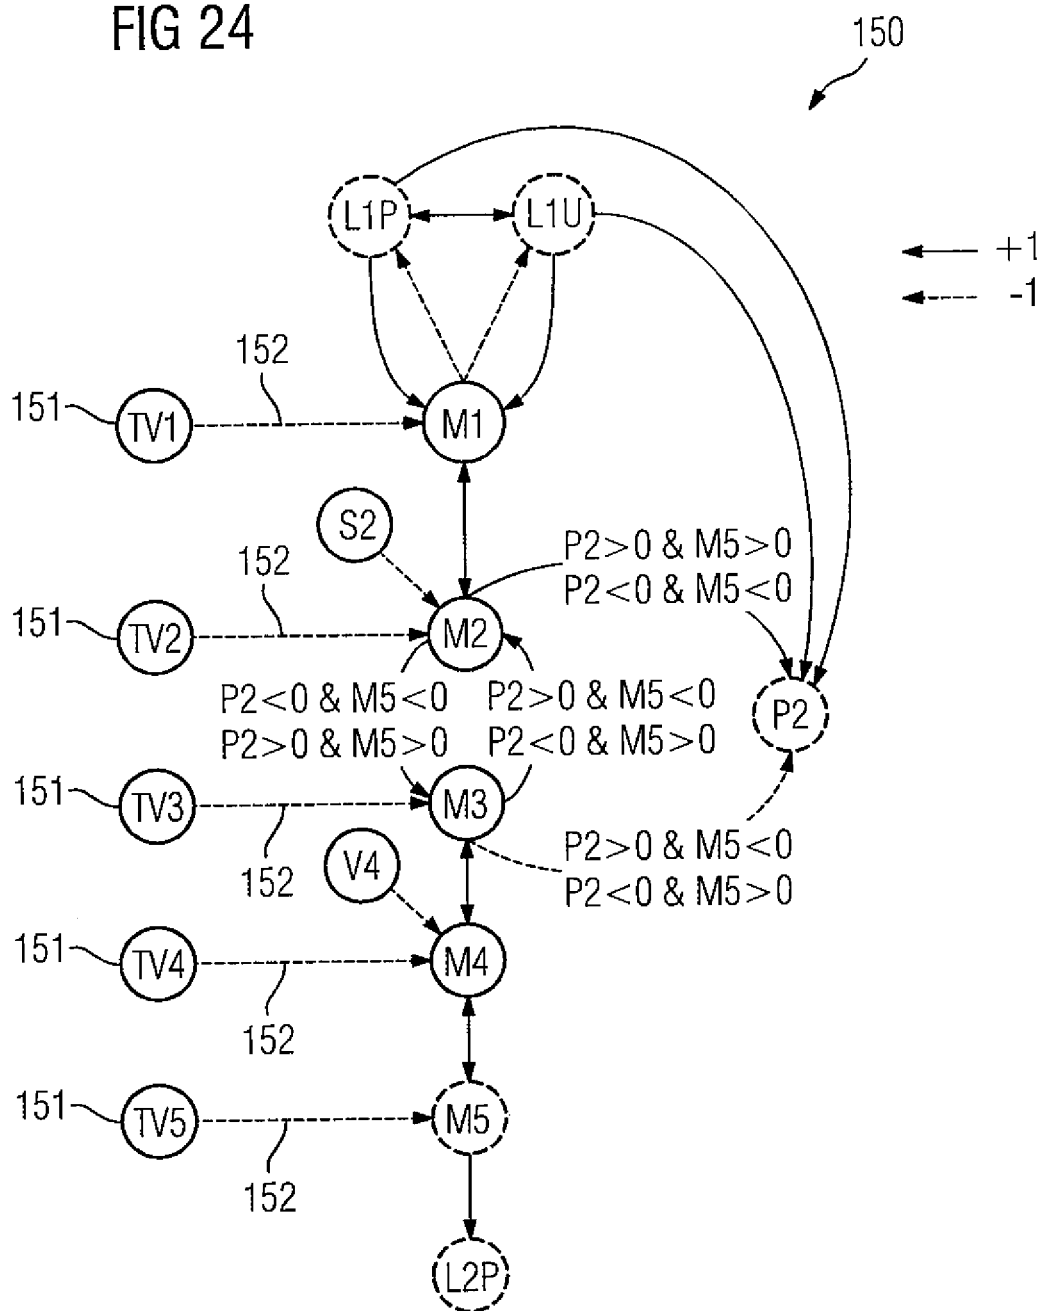 FIG 24
150
L1P
L1U
+1
-1
152
151
TV1
M1
S2
P2>0 & M5>0
152
P2<0 & M5<0
151
TV2
M2
P2<0 & M5<0
P2>0 & M5<0
P2
P2>0 & M5>0
P2<0 & M5>0
151
TV3
M3
152
V4
P2>0 & M5<0
P2<0 & M5>0
151
TV4
M4
152
151
TV5
M5
152
L2P